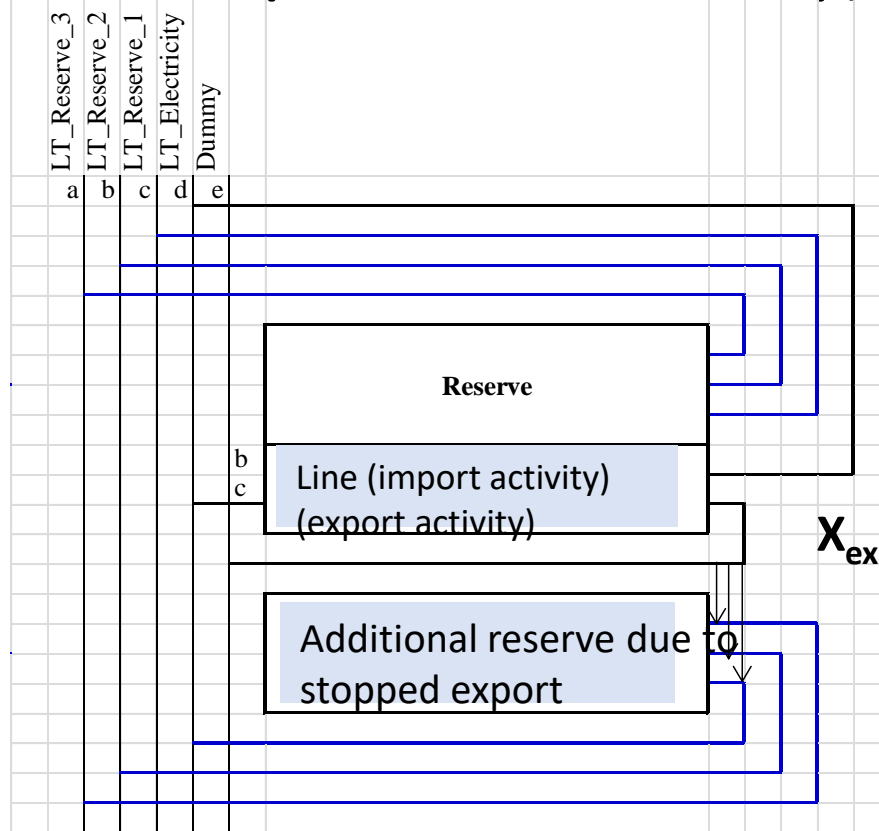 LT_Reserve_3
LT_Reserve_2
LT_Reserve_1
LT_Electricity
Dummy
a b c d e
Reserve
b
c
Line (import activity)
(export activity)
Xex
Additional reserve due to
stopped export